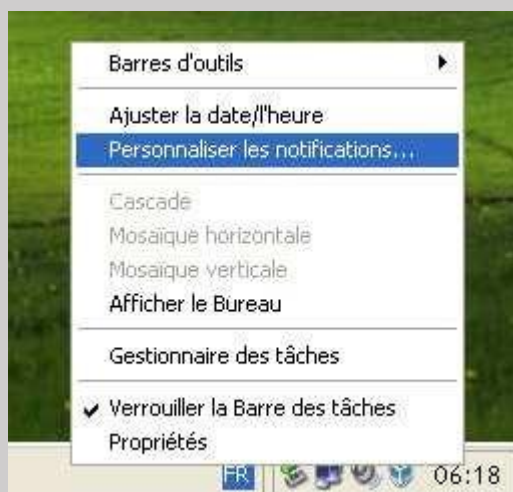 Barres d'outils
Ajuster la date/l'heure
Personnaliser les notifications...
Cascade
Mosaïque horizontale
Mosaïque verticale
Afficher le Bureau
Gestionnaire des tâches
Verrouiller la Barre des tâches
Propriétés
FR 06:18